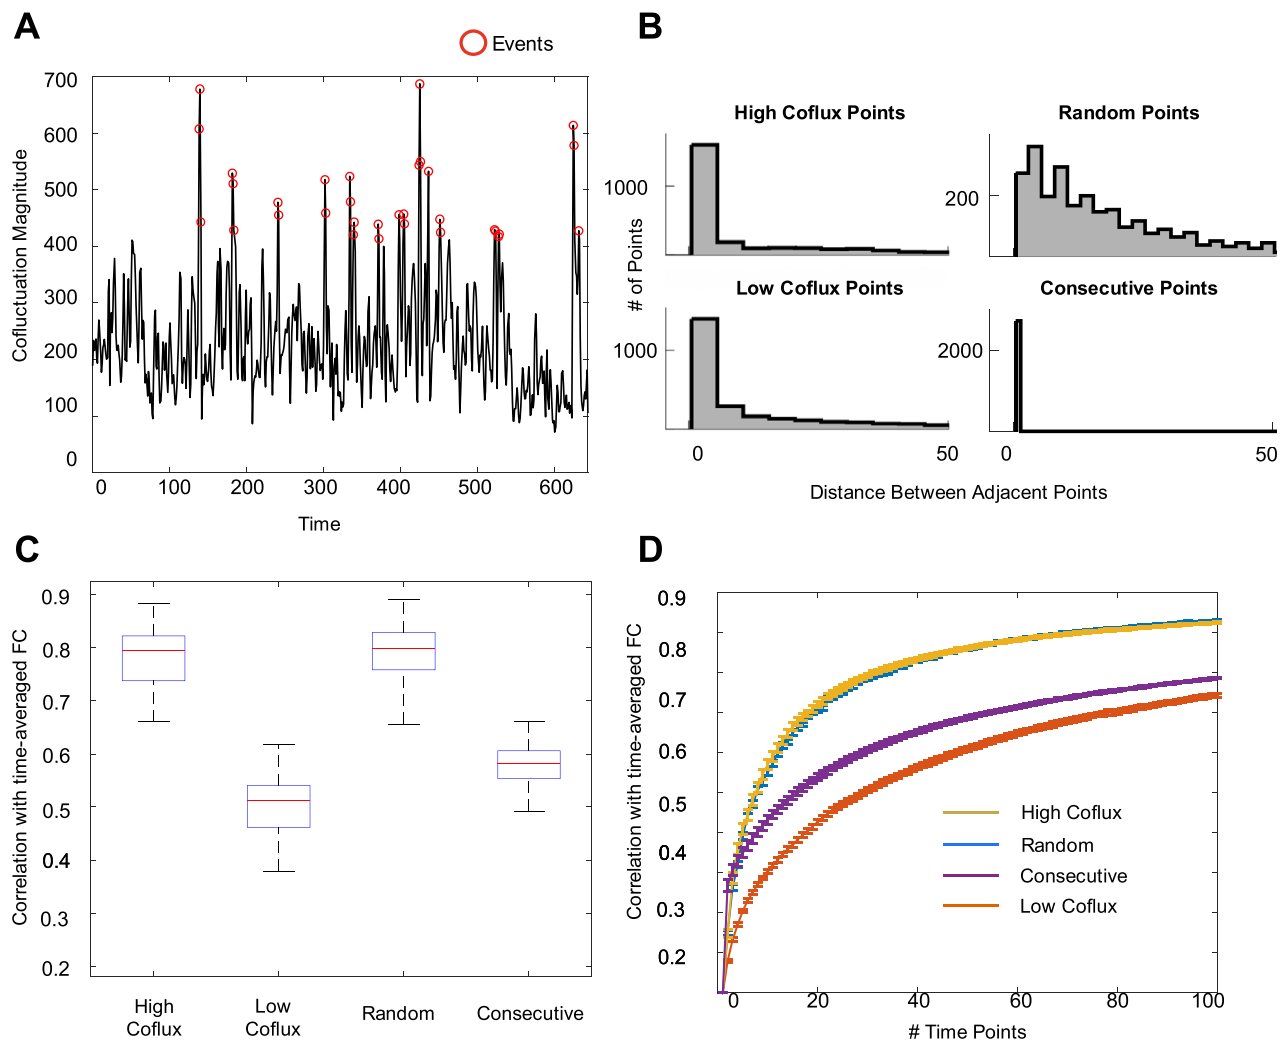 A
Events
700
600
500
400
300
200
100
0
Cofluctuation Magnitude
0 100 200 300 400 500 600
Time
B
High Coflux Points
Random Points
1000
200
Low Coflux Points
Consecutive Points
1000
2000
# of Points
0 50
0 50
Distance Between Adjacent Points
C
0.9
0.8
0.7
0.6
0.5
0.4
0.3
0.2
Correlation with time-averaged FC
High
Coflux
Low
Coflux
Random
Consecutive
D
0.9
0.8
0.7
0.6
0.5
0.4
0.3
0.2
Correlation with time-averaged FC
High Coflux
Random
Consecutive
Low Coflux
0 20 40 60 80 100
# Time Points